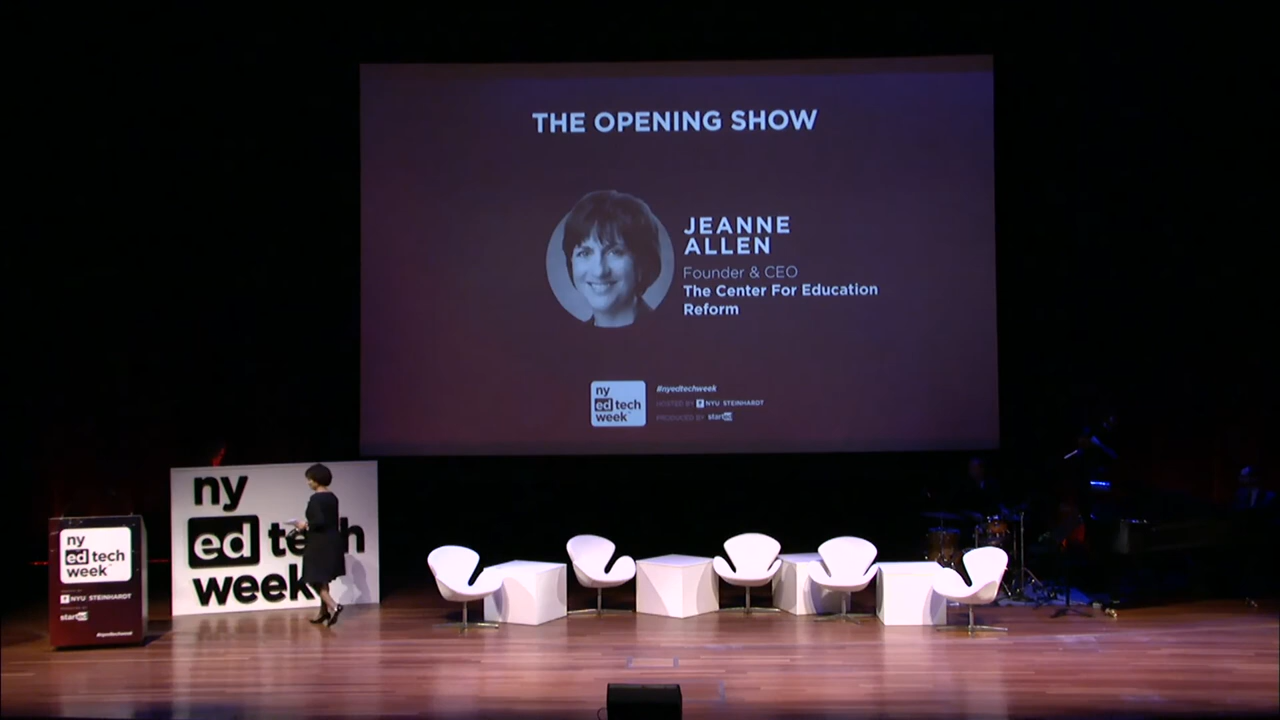 THE OPENING SHOW
JEANNE
ALLEN
Founder & CEO
The Center For Education
Reform
ny
ed tech
week
#nyedtechweek
HOSTED BY NYU STEINHARDT
PRODUCED BY started
ny
ed tech
week
ny
ed tech
week
NYU STEINHARDT